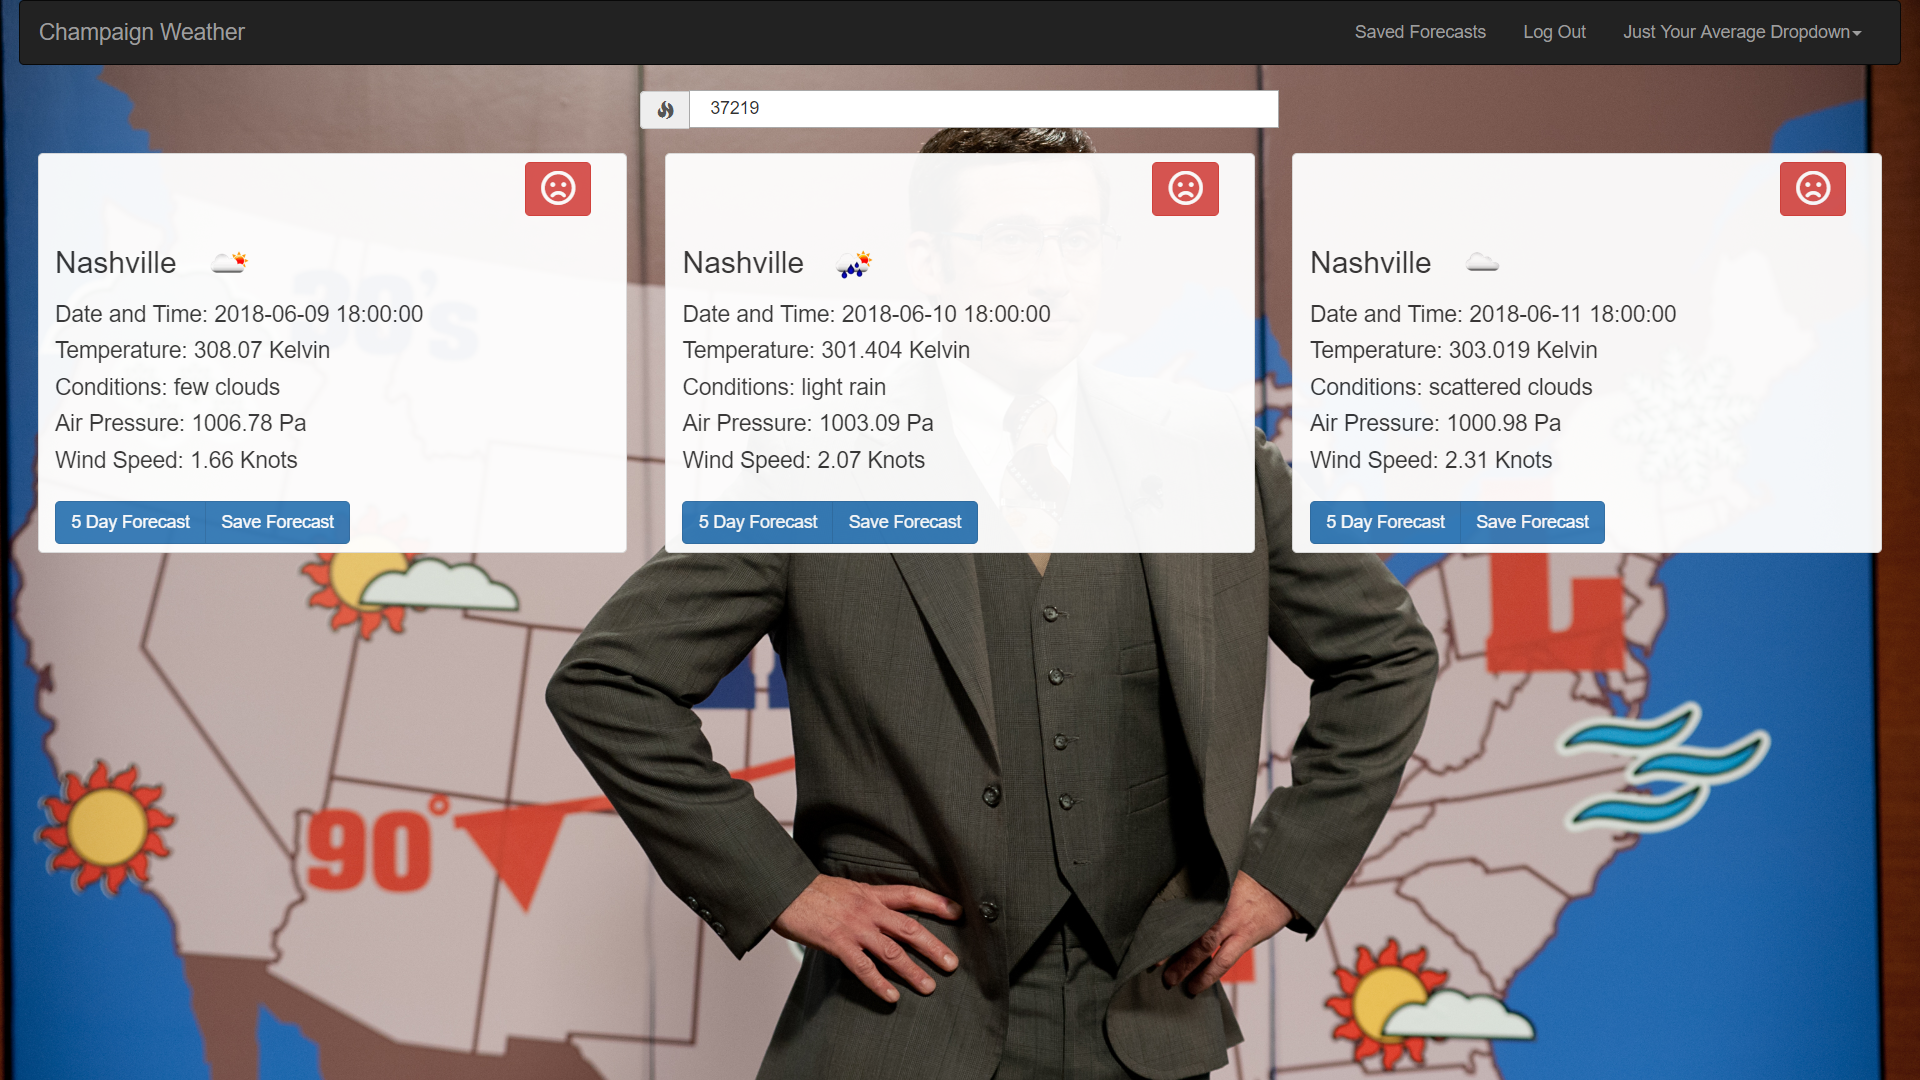 Champaign Weather
Saved Forecasts
Log Out
Just Your Average Dropdown
37219
Nashville
Date and Time: 2018-06-09 18:00:00
Temperature: 308.07 Kelvin
Conditions: few clouds
Air Pressure: 1006.78 Pa
Wind Speed: 1.66 Knots
5 Day Forecast
Save Forecast
Nashville
Date and Time: 2018-06-10 18:00:00
Temperature: 301.404 Kelvin
Conditions: light rain
Air Pressure: 1003.09 Pa
Wind Speed: 2.07 Knots
5 Day Forecast
Save Forecast
Nashville
Date and Time: 2018-06-11 18:00:00
Temperature: 303.019 Kelvin
Conditions: scattered clouds
Air Pressure: 1000.98 Pa
Wind Speed: 2.31 Knots
5 Day Forecast
Save Forecast
30's
L
90°